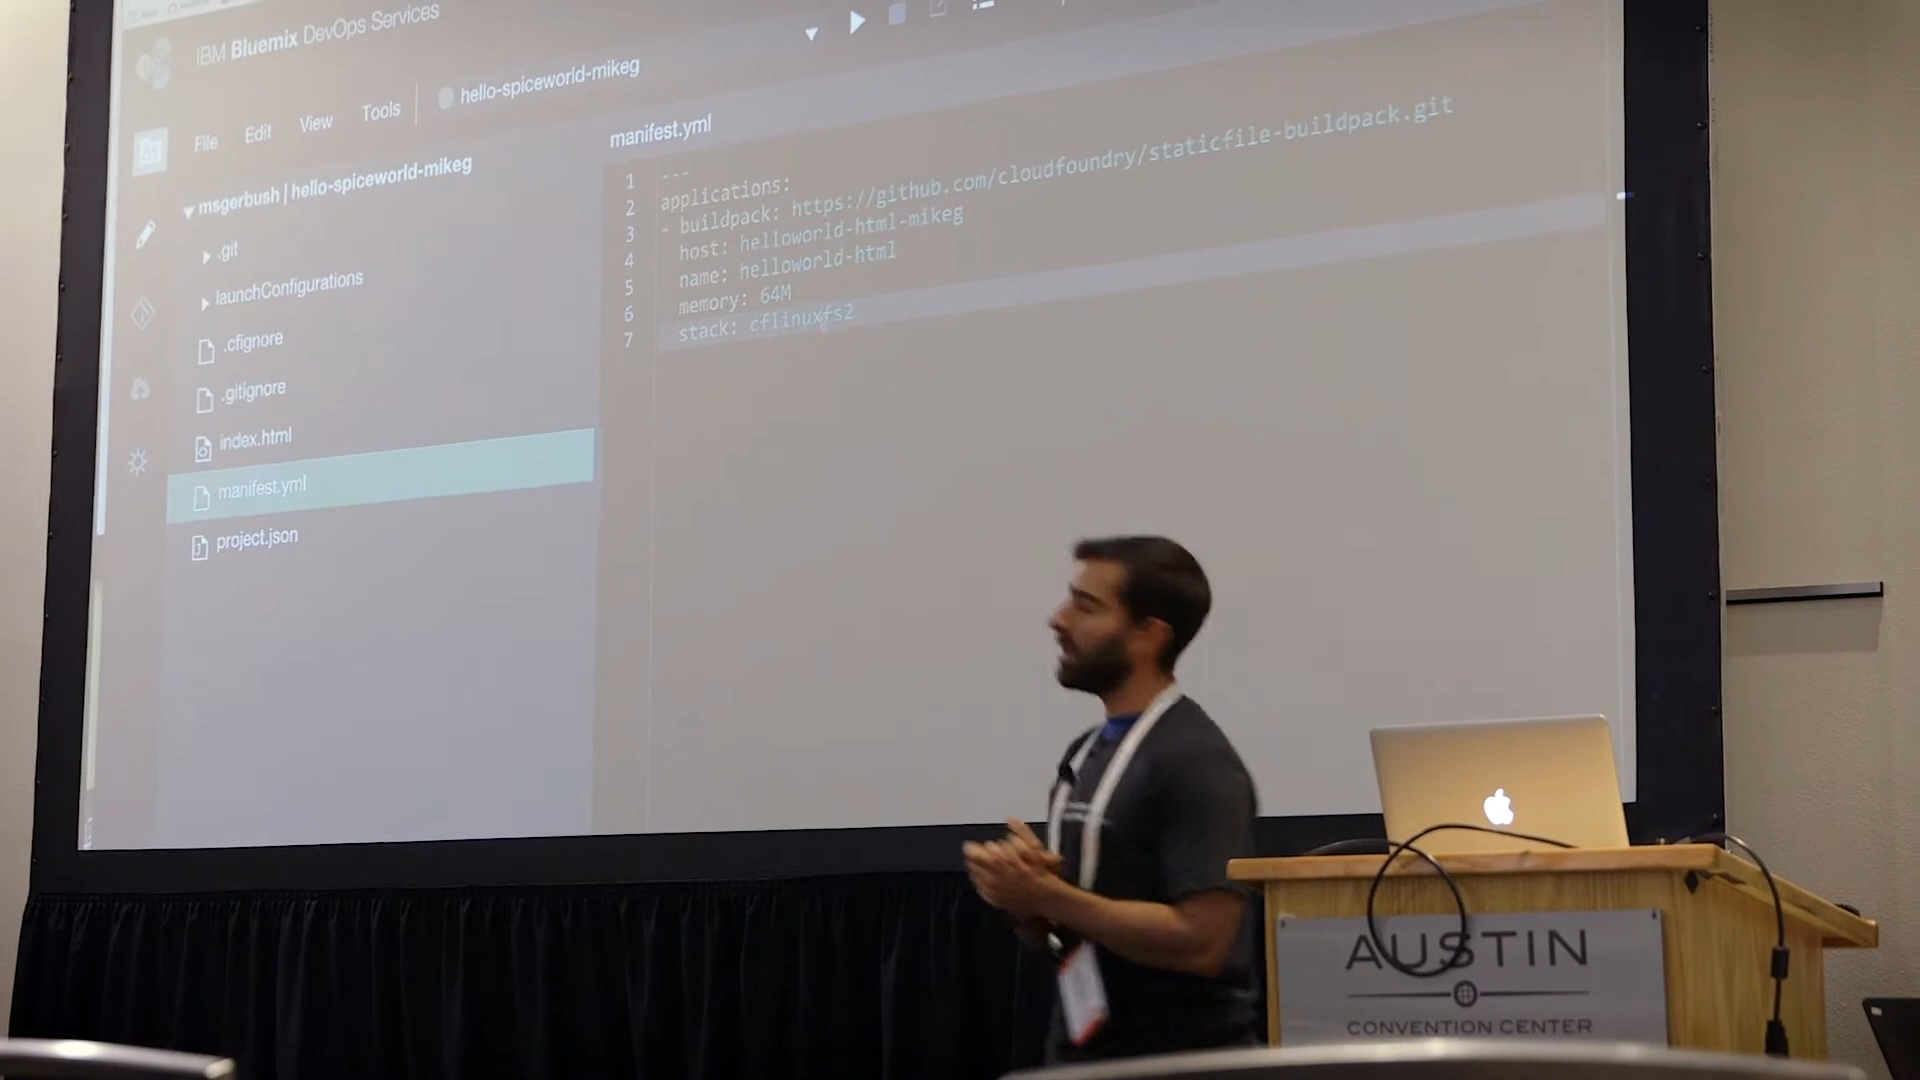 IBM Bluemix DevOps Services
File Edit View Tools hello-spiceworld-mikeg
msgerbush | hello-spiceworld-mikeg
.git
launchConfigurations
.cfignore
.gitignore
index.html
manifest.yml
project.json
manifest.yml
1 ---
2 applications:
3 - buildpack: https://github.com/cloudfoundry/staticfile-buildpack.git
4 host: helloworld-html-mikeg
5 name: helloworld-html
6 memory: 64M
7 stack: cflinuxfs2
AUSTIN
CONVENTION CENTER